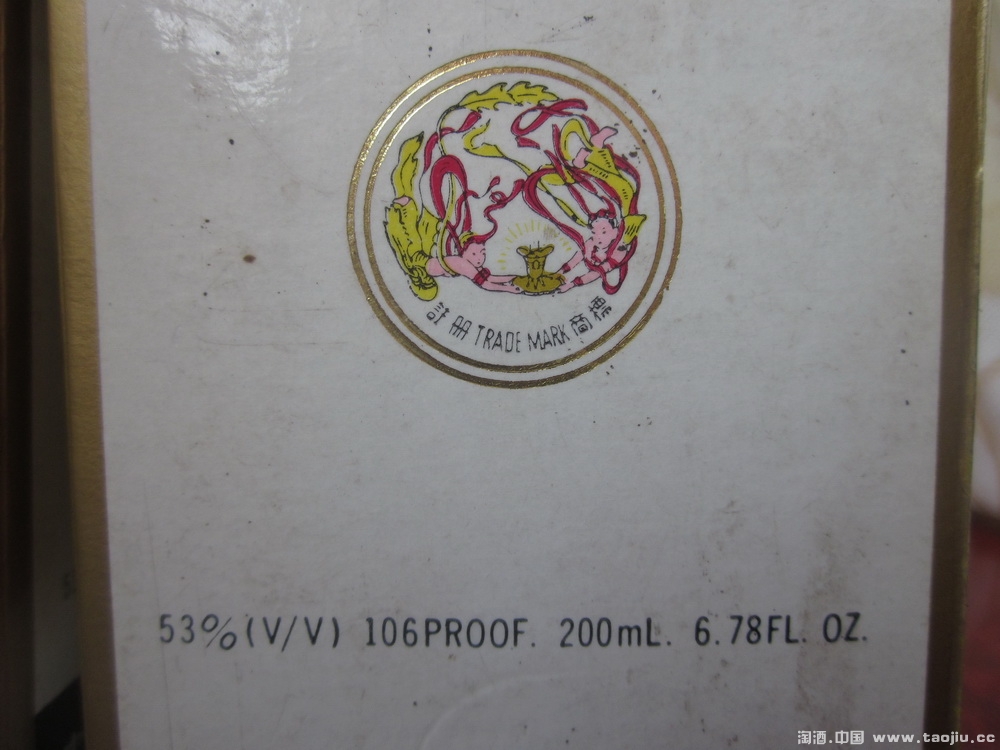 註册 TRADE MARK 商標
53%(V/V) 106PROOF. 200mL. 6.78FL. OZ.
淘酒.中国 www.taojiu.cc